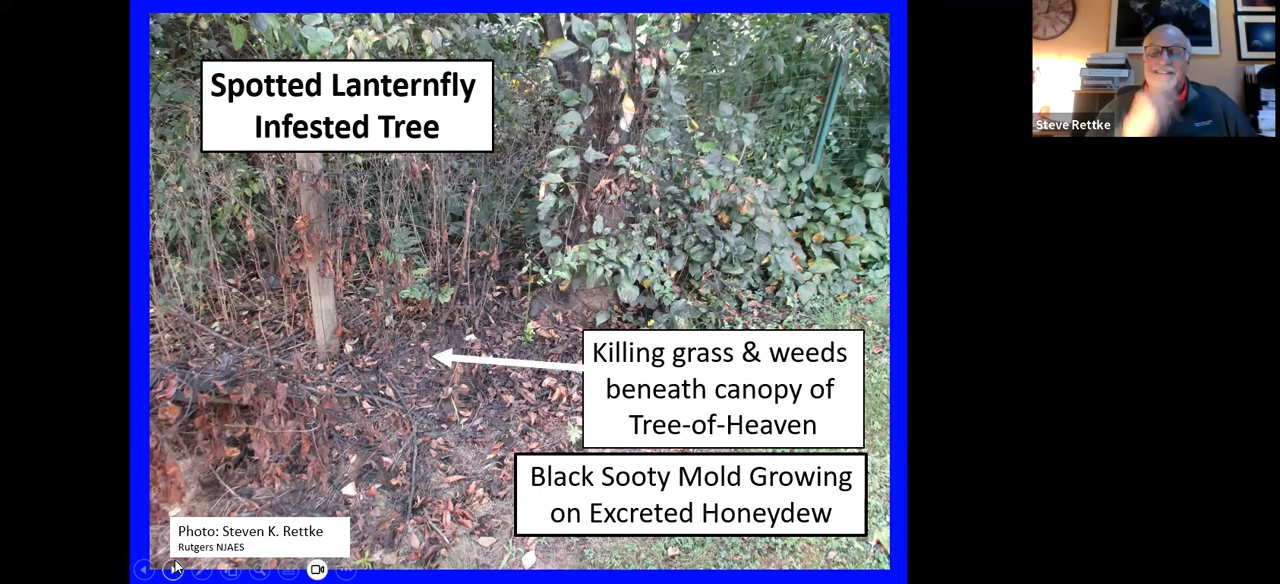 Spotted Lanternfly
Infested Tree
Steve Rettke
Killing grass & weeds
beneath canopy of
Tree-of-Heaven
Black Sooty Mold Growing
on Excreted Honeydew
Photo: Steven K. Rettke
Rutgers NJAES